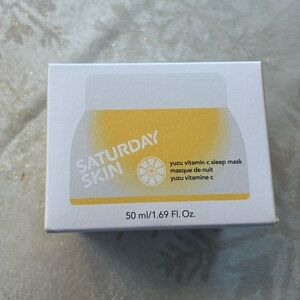 SATURDAY
SKIN
yuzu vitamin c sleep mask
masque de nuit
yuzu vitamine c
50 ml/1.69 Fl. Oz.